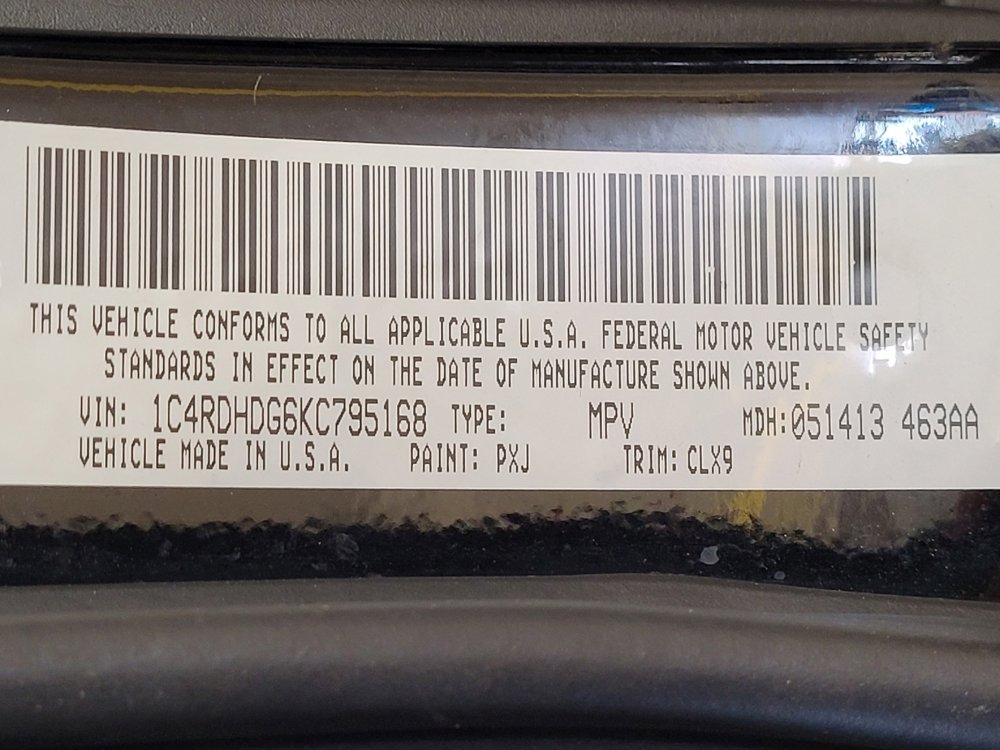 THIS VEHICLE CONFORMS TO ALL APPLICABLE U.S.A. FEDERAL MOTOR VEHICLE SAFETY
STANDARDS IN EFFECT ON THE DATE OF MANUFACTURE SHOWN ABOVE.
VIN: 1C4RDHDG6KC795168 TYPE: MPV MDH:051413 463AA
VEHICLE MADE IN U.S.A. PAINT: PXJ TRIM: CLX9